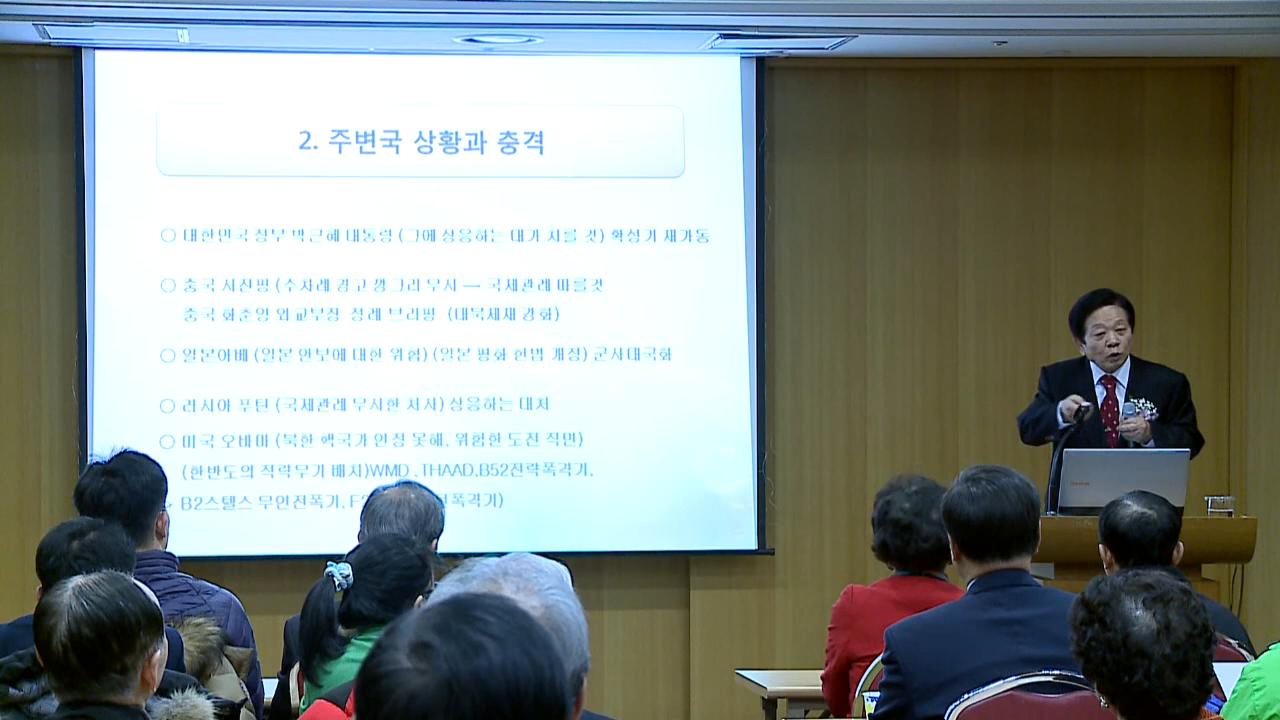 2. 주변국 상황과 충격
○ 대한민국 정부 박근혜 대통령 (그에 상응하는 대가 치를 것) 확성기 재가동
○ 중국 시진핑 (수차례 경고 깡그리 무시 — 국제관례 따를것
중국 화춘잉 외교부장 정례 브리핑 (대북제재 강화)
○ 일본아베 (일본 안보에 대한 위협) (일본 평화 헌법 개정) 군사대국화
○ 러시아 푸틴 (국제관례 무시한 처사) 상응하는 대처
○ 미국 오바마 (북한 핵국가 인정 못해, 위험한 도전 직면)
(한반도의 전략무기 배치)WMD ,THAAD,B52전략폭격기,
B2스텔스 무인전폭기, 폭격기)